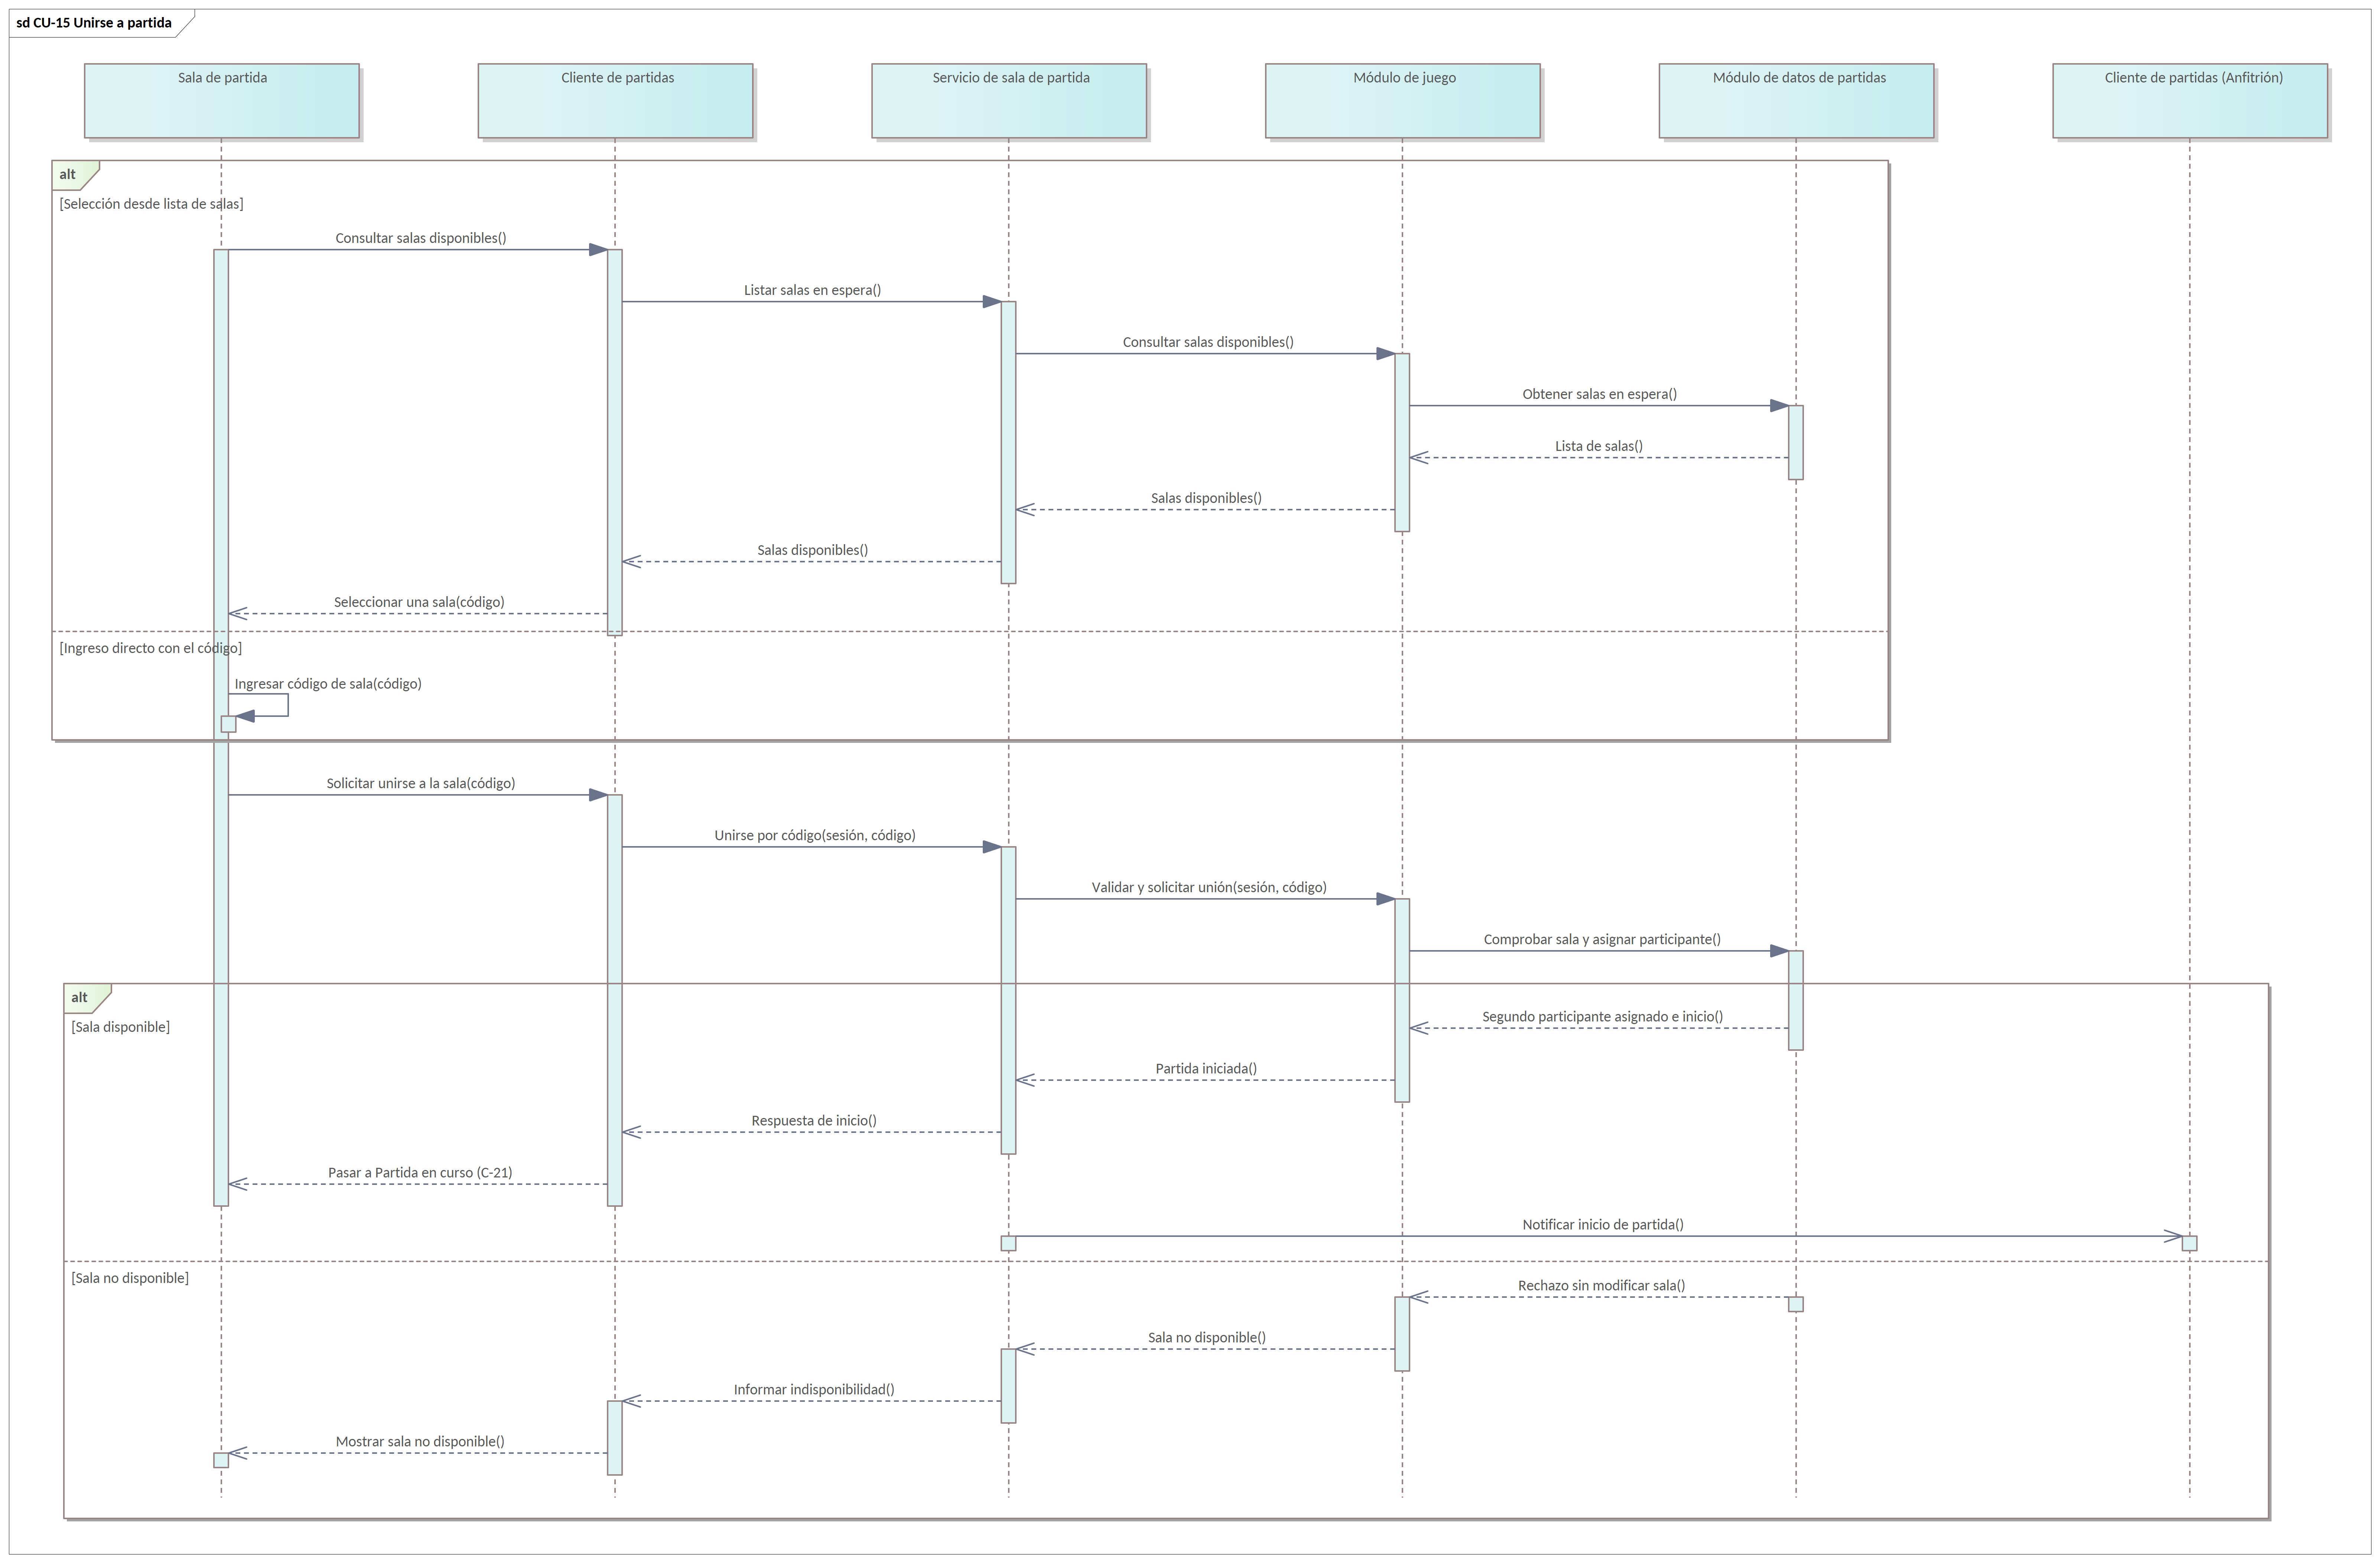 sd CU-15 Unirse a partida
Sala de partida
Cliente de partidas
Servicio de sala de partida
Módulo de juego
Módulo de datos de partidas
Cliente de partidas (Anfitrión)
alt
[Selección desde lista de salas]
Consultar salas disponibles()
Listar salas en espera()
Consultar salas disponibles()
Obtener salas en espera()
Lista de salas()
Salas disponibles()
Salas disponibles()
Seleccionar una sala(código)
[Ingreso directo con el código]
Ingresar código de sala(código)
Solicitar unirse a la sala(código)
Unirse por código(sesión, código)
Validar y solicitar unión(sesión, código)
Comprobar sala y asignar participante()
alt
[Sala disponible]
Segundo participante asignado e inicio()
Partida iniciada()
Respuesta de inicio()
Pasar a Partida en curso (C-21)
Notificar inicio de partida()
[Sala no disponible]
Rechazo sin modificar sala()
Sala no disponible()
Informar indisponibilidad()
Mostrar sala no disponible()